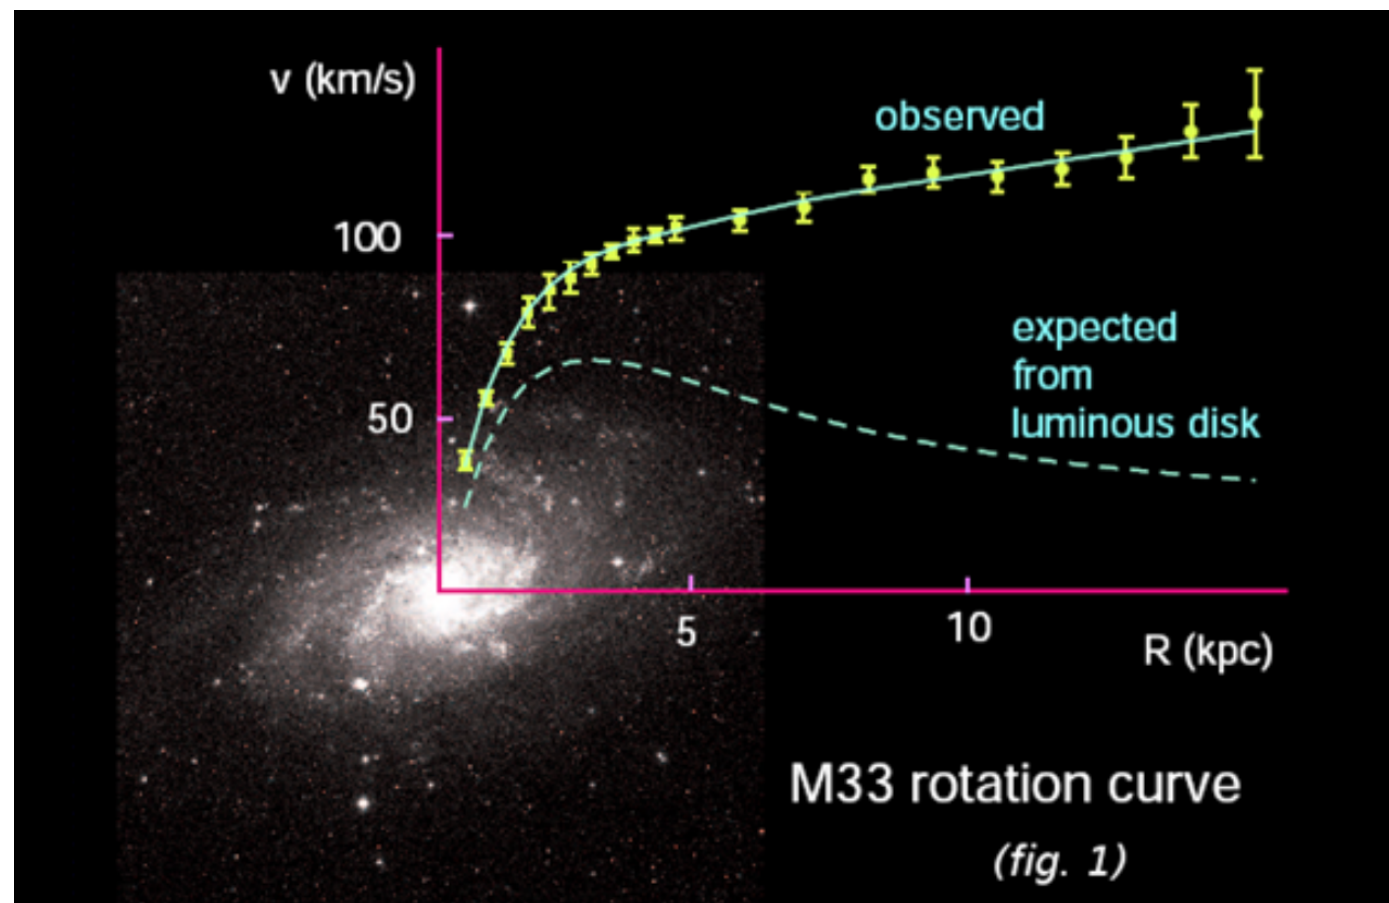 v (km/s)
observed
100
expected
from
luminous disk
50
5
10
R (kpc)
M33 rotation curve
(fig. 1)